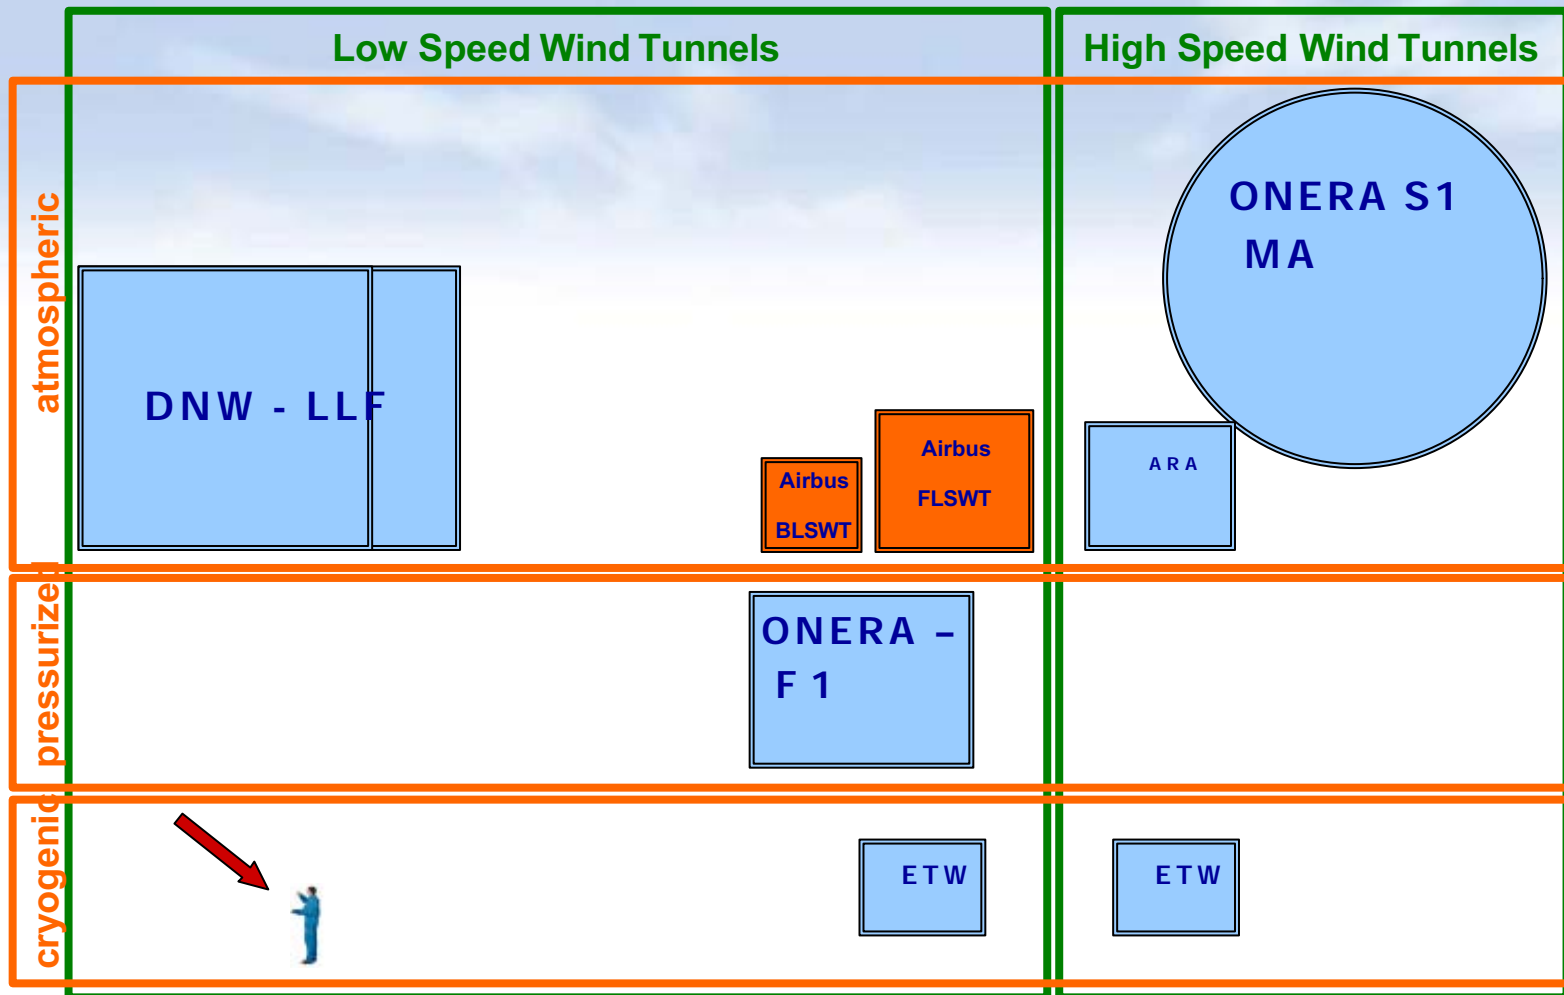 Low Speed Wind Tunnels
High Speed Wind Tunnels
atmospheric
ONERA S1
MA
DNW - LLF
Airbus
FLSWT
Airbus
BLSWT
ARA
pressurized
ONERA –
F 1
cryogenic
ETW
ETW